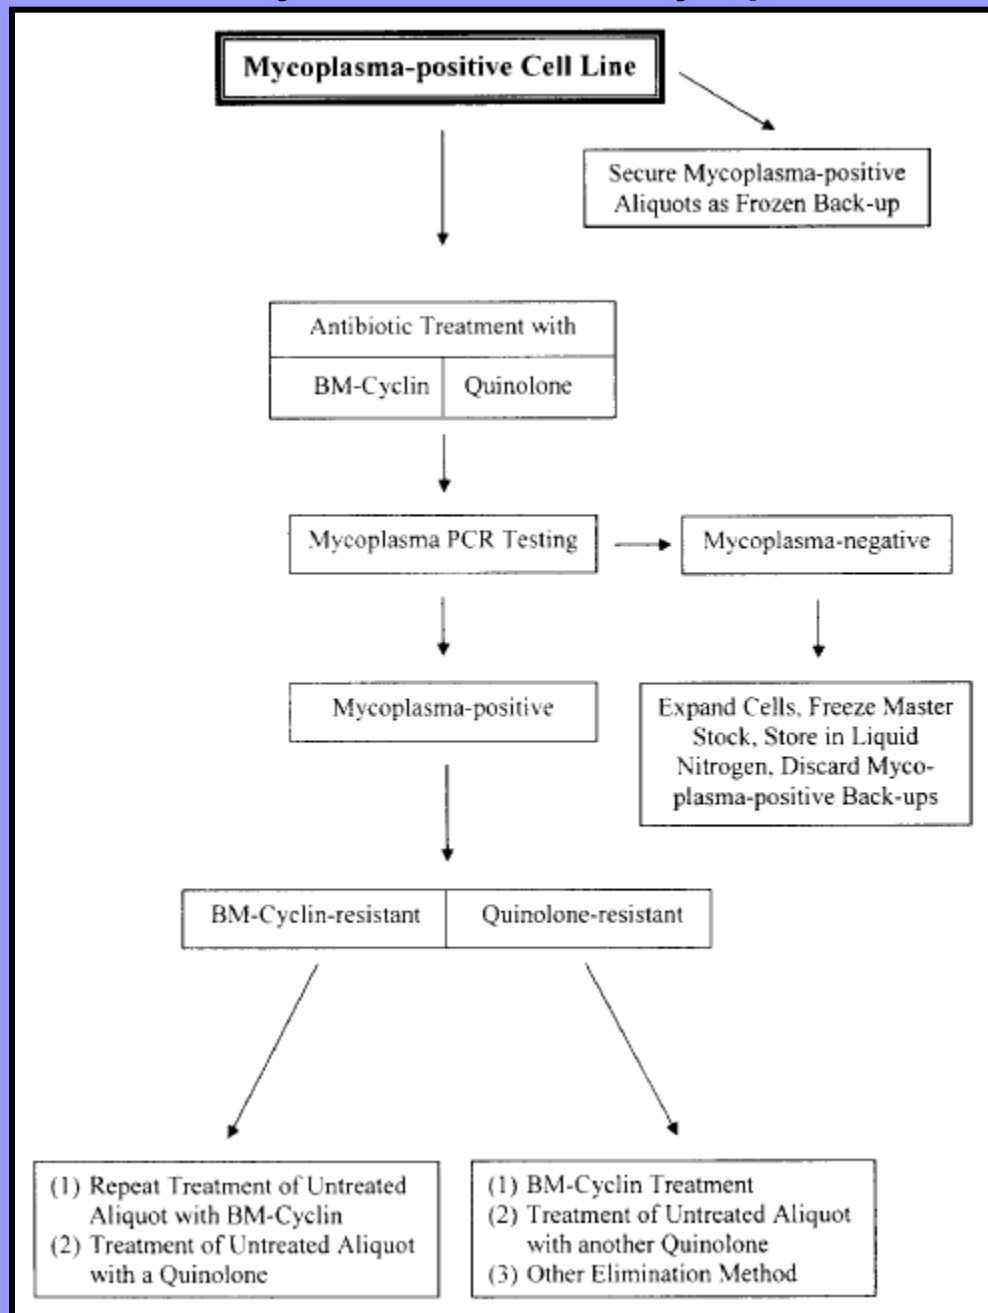 Mycoplasma-positive Cell Line
Secure Mycoplasma-positive
Aliquots as Frozen Back-up
Antibiotic Treatment with
BM-Cyclin
Quinolone
Mycoplasma PCR Testing
Mycoplasma-negative
Mycoplasma-positive
Expand Cells, Freeze Master
Stock, Store in Liquid
Nitrogen, Discard Myco-
plasma-positive Back-ups
BM-Cyclin-resistant
Quinolone-resistant
(1) Repeat Treatment of Untreated
Aliquot with BM-Cyclin
(2) Treatment of Untreated Aliquot
with a Quinolone
(1) BM-Cyclin Treatment
(2) Treatment of Untreated Aliquot
with another Quinolone
(3) Other Elimination Method